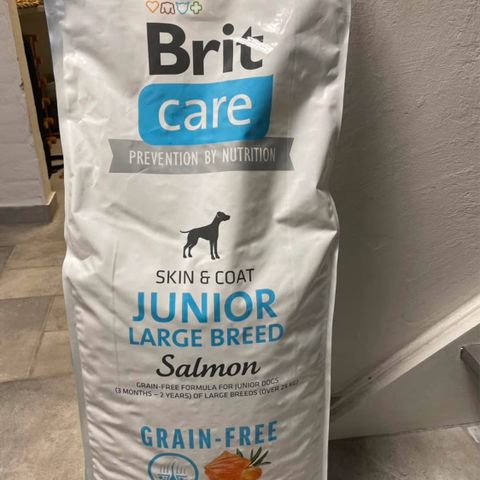 Brit
care
PREVENTION BY NUTRITION
SKIN & COAT
JUNIOR
LARGE BREED
Salmon
GRAIN-FREE FORMULA FOR JUNIOR DOGS
(3 MONTHS – 2 YEARS) OF LARGE BREEDS (OVER 25 KG)
GRAIN-FREE